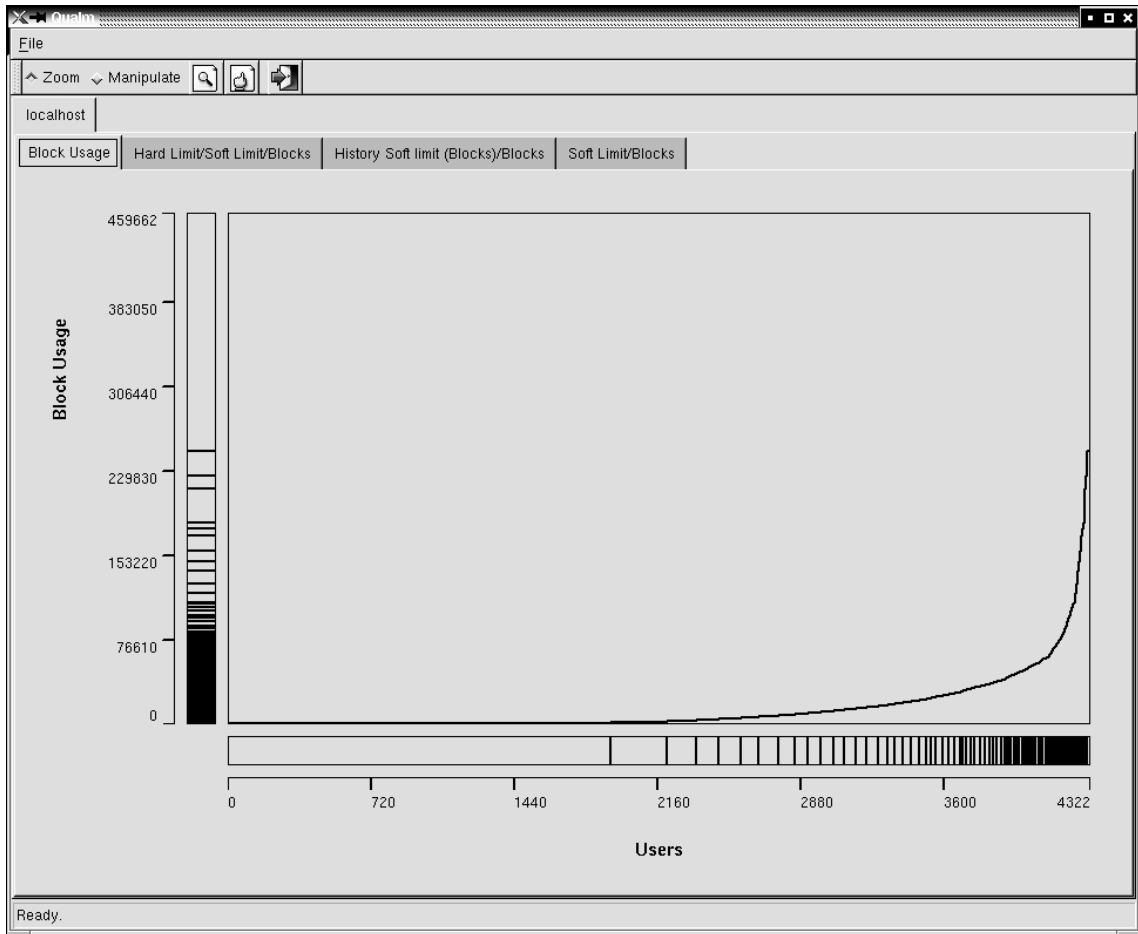 Qualm
File
Zoom Manipulate
localhost
Block Usage Hard Limit/Soft Limit/Blocks History Soft limit (Blocks)/Blocks Soft Limit/Blocks
459662
383050
306440
229830
153220
76610
0
Block Usage
0 720 1440 2160 2880 3600 4322
Users
Ready.